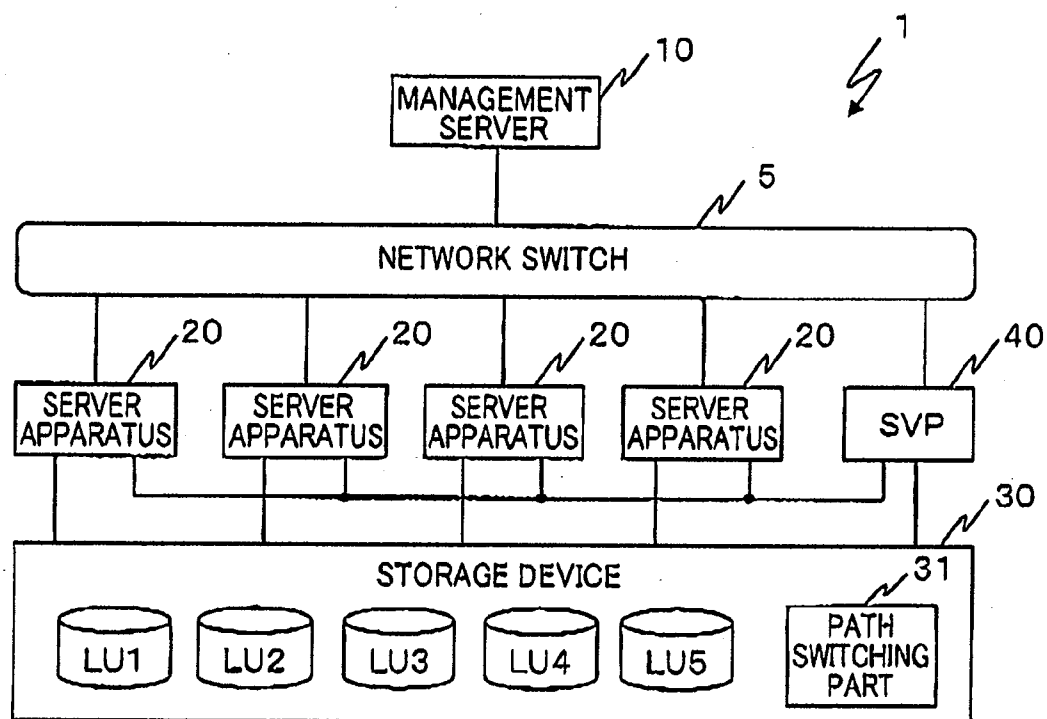 1
10
MANAGEMENT
SERVER
5
NETWORK SWITCH
20
20
20
20
40
SERVER
APPARATUS
SERVER
APPARATUS
SERVER
APPARATUS
SERVER
APPARATUS
SVP
30
STORAGE DEVICE
31
LU1
LU2
LU3
LU4
LU5
PATH
SWITCHING
PART